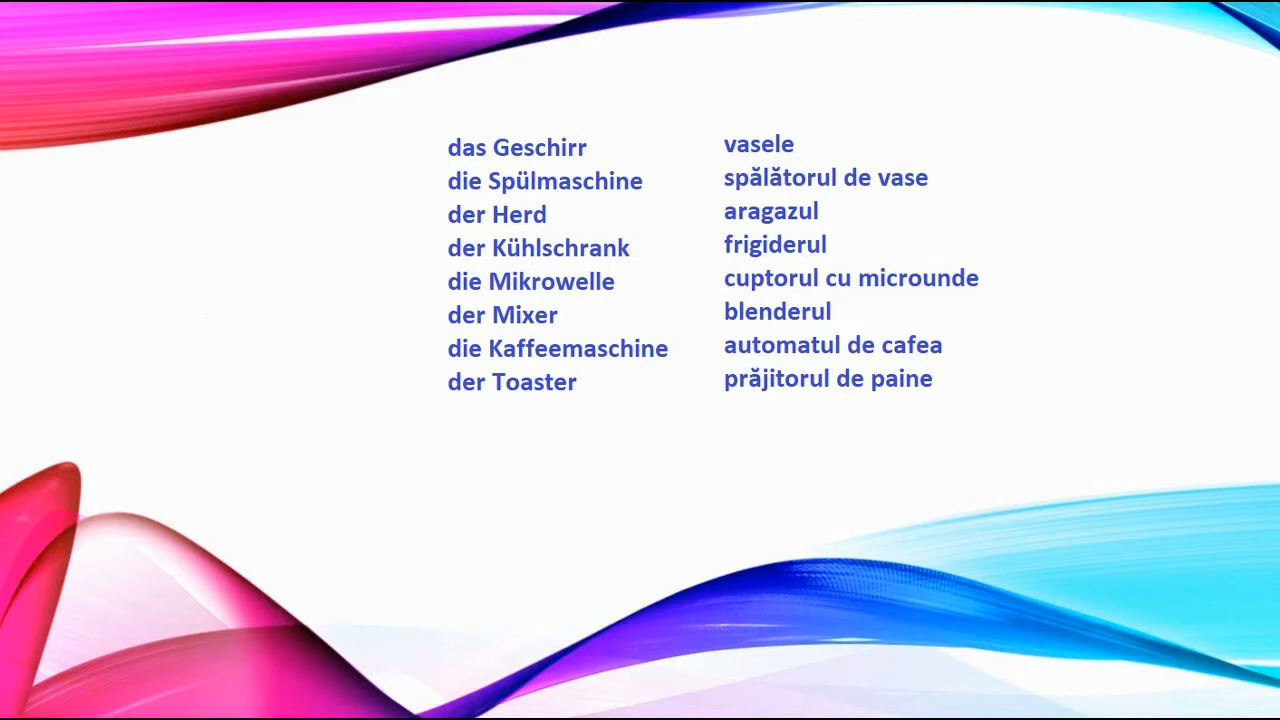 das Geschirr
die Spülmaschine
der Herd
der Kühlschrank
die Mikrowelle
der Mixer
die Kaffeemaschine
der Toaster
vasele
spălătorul de vase
aragazul
frigiderul
cuptorul cu microunde
blenderul
automatul de cafea
prăjitorul de paine